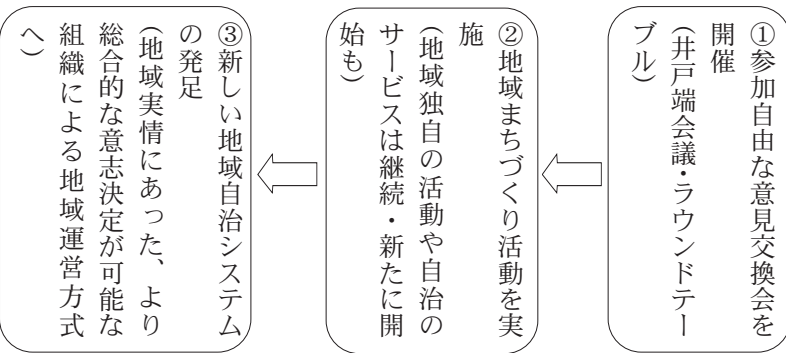 ①参加自由な意見交換会を
開催
（井戸端会議・ラウンドテー
ブル）
②地域まちづくり活動を実
施
（地域独自の活動や自治の
サービスは継続・新たに開
始も）
③新しい地域自治システム
の発足
（地域実情にあった、より
総合的な意志決定が可能な
組織による地域運営方式
へ）